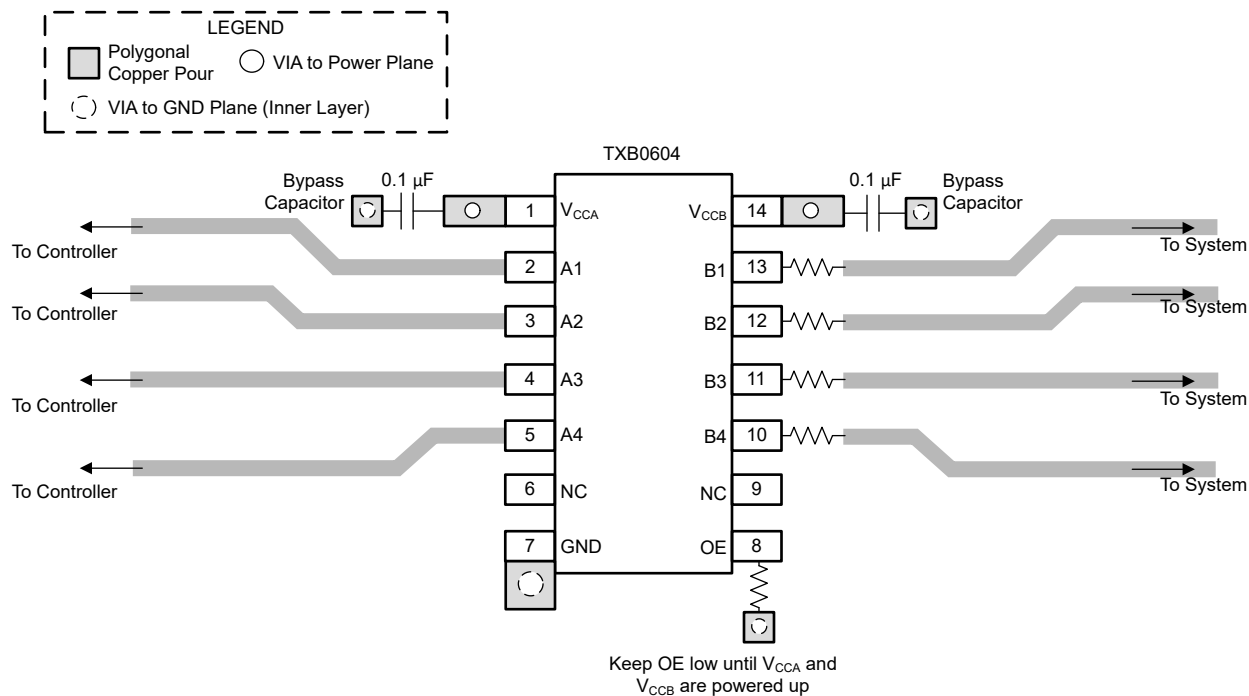 LEGEND
Polygonal
Copper Pour
VIA to Power Plane
VIA to GND Plane (Inner Layer)
TXB0604
Bypass
Capacitor
0.1 µF
0.1 µF
Bypass
Capacitor
1
VCCA
VCCB
14
To Controller
2
A1
B1
13
To System
To Controller
3
A2
B2
12
To System
To Controller
4
A3
B3
11
To System
To Controller
5
A4
B4
10
To System
6
NC
NC
9
7
GND
OE
8
Keep OE low until VCCA and
VCCB are powered up